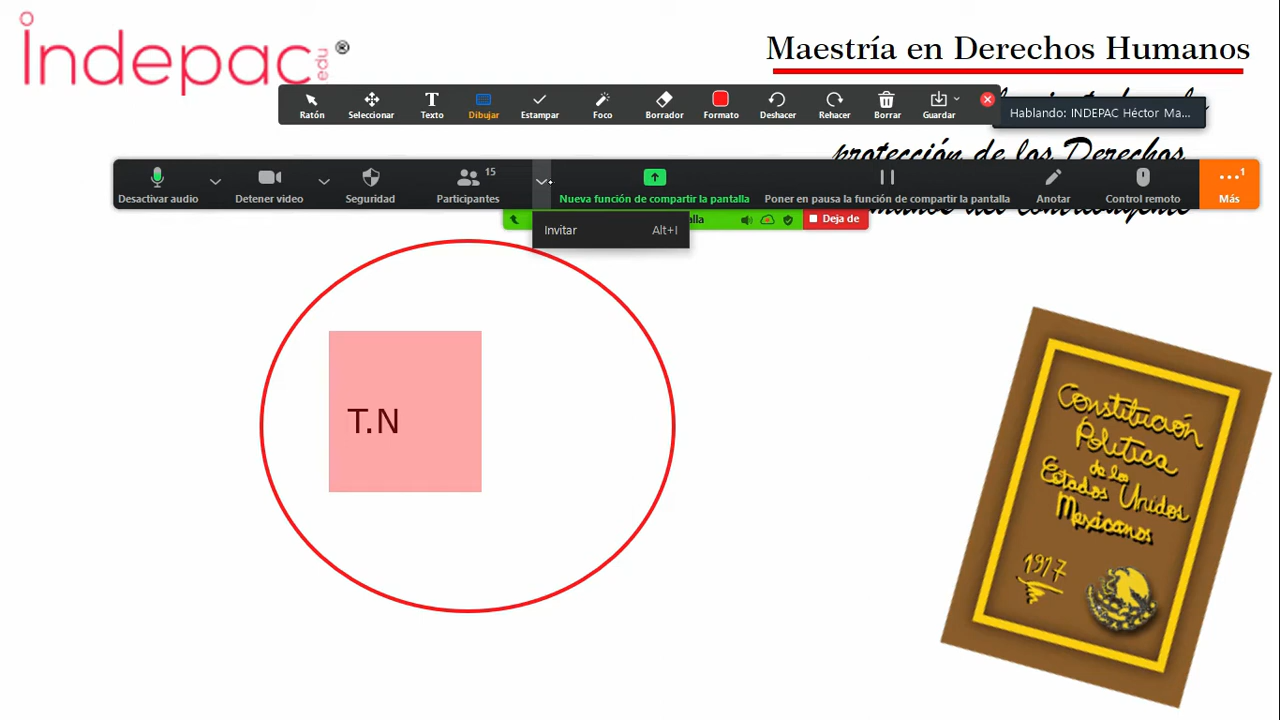 indepac edu ®
Maestría en Derechos Humanos
Ratón Seleccionar Texto Dibujar Estampar Foco Borrador Formato Deshacer Rehacer Borrar Guardar
Hablando: INDEPAC Héctor Ma...
protección de los Derechos
15 1
Desactivar audio Detener video Seguridad Participantes Nueva función de compartir la pantalla Poner en pausa la función de compartir la pantalla Anotar Control remoto Más
del contribuyente
Deja de
Invitar Alt+I
T.N
Constitución
Política
de los
Estados Unidos
Mexicanos
1917